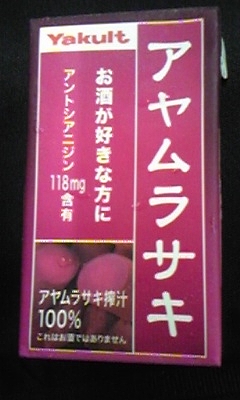 Yakult
アヤムラサキ
お酒が好きな方に
アントシアニジン
118mg
含有
アヤムラサキ搾汁
100%
これはお酒ではありません